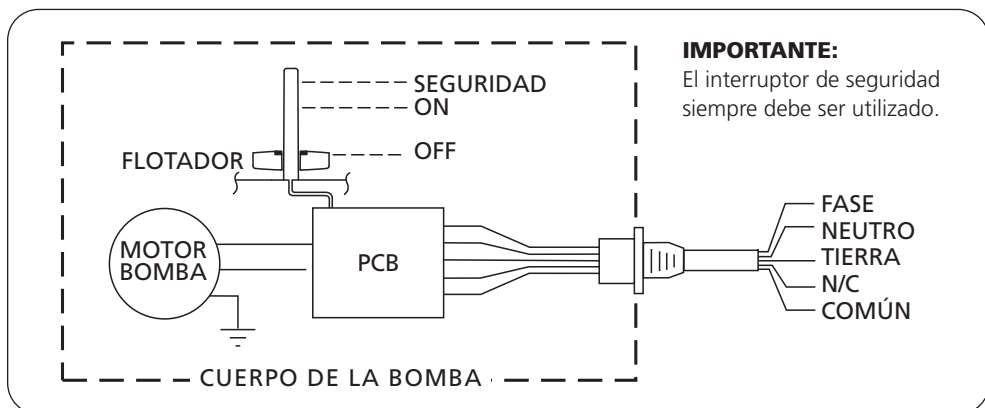 IMPORTANTE:
El interruptor de seguridad
siempre debe ser utilizado.
SEGURIDAD
ON
OFF
FLOTADOR
MOTOR
BOMBA
PCB
FASE
NEUTRO
TIERRA
N/C
COMÚN
CUERPO DE LA BOMBA